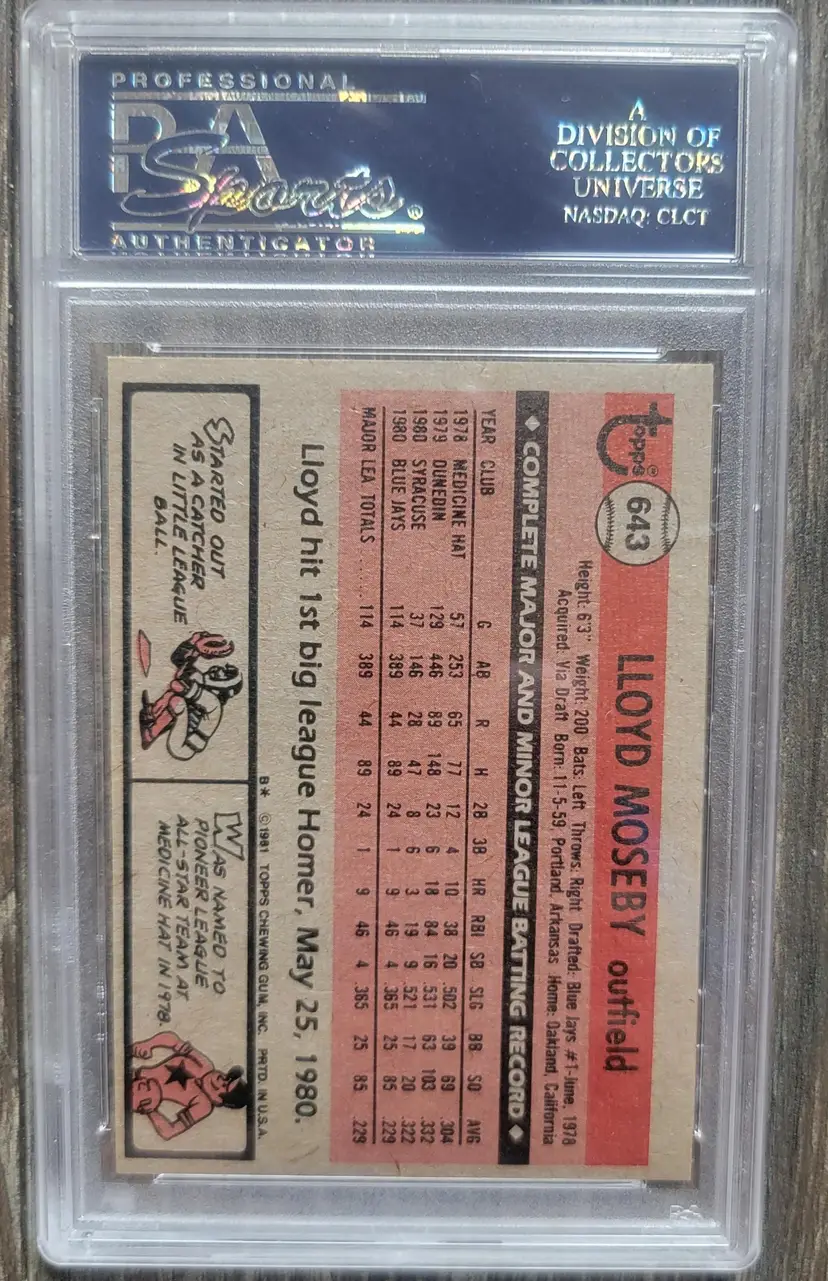 PROFESSIONAL
PSA
Sports®
AUTHENTICATOR
A
DIVISION OF
COLLECTORS
UNIVERSE
NASDAQ: CLCT
Topps® 643 LLOYD MOSEBY outfield
Height: 6'3" Weight: 200 Bats: Left Throws: Right Drafted: Blue Jays #1-June, 1978
Acquired: Via Draft Born: 11-5-59, Portland, Arkansas Home: Oakland, California
◆ COMPLETE MAJOR AND MINOR LEAGUE BATTING RECORD ◆
YEAR CLUB G AB R H 2B 3B HR RBI SB SLG BB SO AVG
1978 MEDICINE HAT 57 253 65 77 12 4 10 38 20 .502 39 69 .304
1979 DUNEDIN 129 446 89 148 23 6 18 84 16 .531 63 103 .332
1980 SYRACUSE 37 146 28 47 8 6 3 19 9 .521 17 20 .322
1980 BLUE JAYS 114 389 44 89 24 1 9 46 4 .365 25 85 .229
MAJOR LEA TOTALS ...... 114 389 44 89 24 1 9 46 4 .365 25 85 .229
Lloyd hit 1st big league Homer, May 25, 1980.
B* ©1981 TOPPS CHEWING GUM, INC. PRTD. IN U.S.A.
STARTED OUT
AS A CATCHER
IN LITTLE LEAGUE
BALL.
WAS NAMED TO
PIONEER LEAGUE
ALL-STAR TEAM AT
MEDICINE HAT IN 1978.